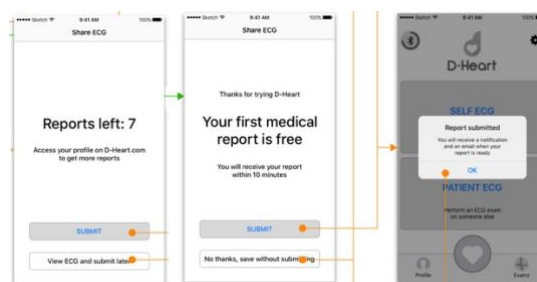 Sketch
9:41 AM
100%
Share ECG
Reports left: 7
Access your profile on D-Heart.com
to get more reports
SUBMIT
View ECG and submit later
Sketch
9:41 AM
100%
Share ECG
Thanks for trying D-Heart
Your first medical
report is free
You will receive your report
within 10 minutes
SUBMIT
No thanks, save without submitting
Sketch
9:41 AM
100%
D-Heart
SELF ECG
Report submitted
You will receive a notification
and an email when your
report is ready
OK
PATIENT ECG
Perform an ECG exam
on someone else
Profile
Exams